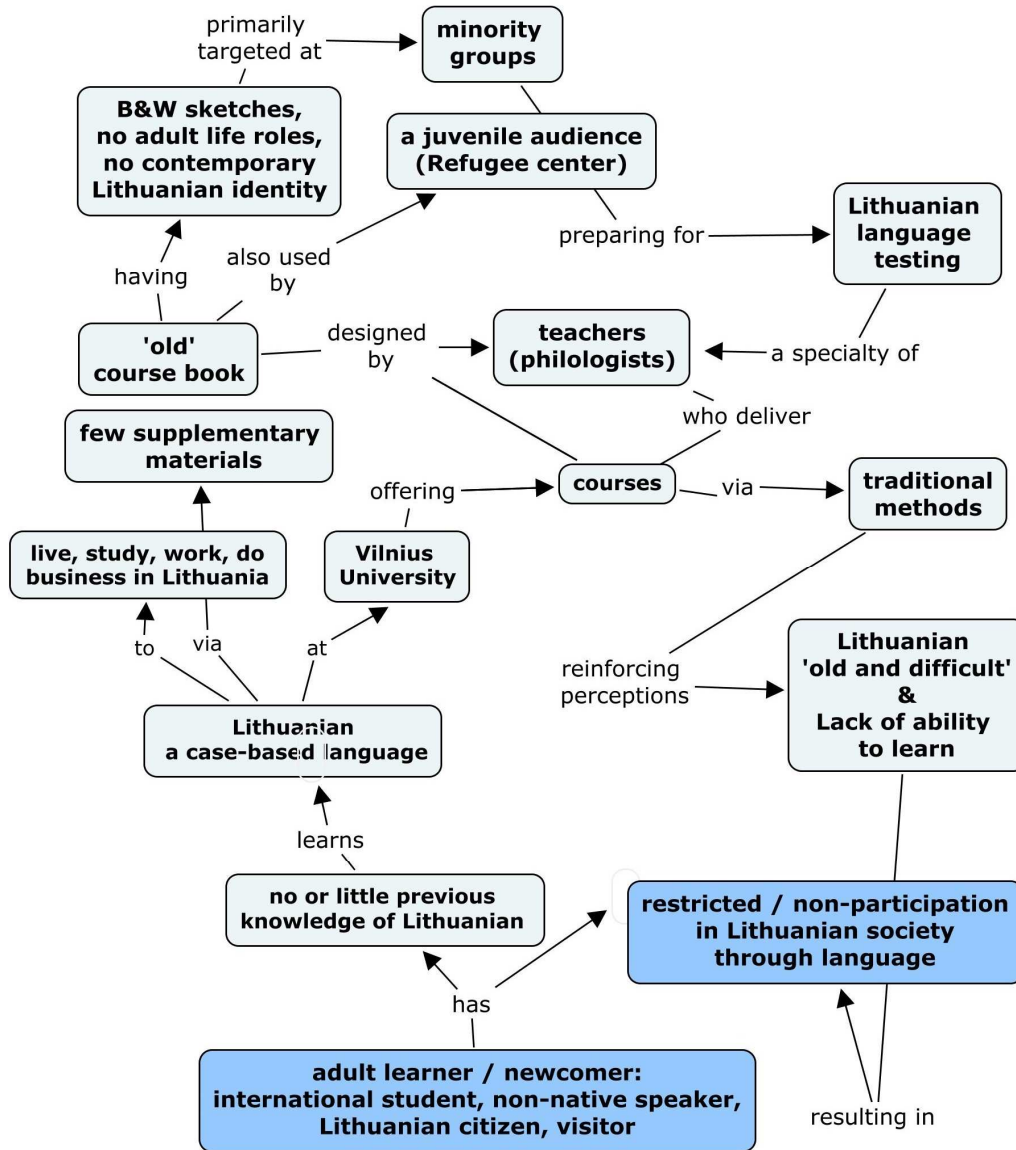 primarily
targeted at
minority
groups
B&W sketches,
no adult life roles,
no contemporary
Lithuanian identity
a juvenile audience
(Refugee center)
Lithuanian
language
testing
preparing for
having
also used
by
'old'
course book
designed
by
teachers
(philologists)
a specialty of
who deliver
few supplementary
materials
offering
courses
via
traditional
methods
live, study, work, do
business in Lithuania
Vilnius
University
to
via
at
reinforcing
perceptions
Lithuanian
'old and difficult'
&
Lack of ability
to learn
Lithuanian
a case-based language
learns
no or little previous
knowledge of Lithuanian
restricted / non-participation
in Lithuanian society
through language
has
adult learner / newcomer:
international student, non-native speaker,
Lithuanian citizen, visitor
resulting in